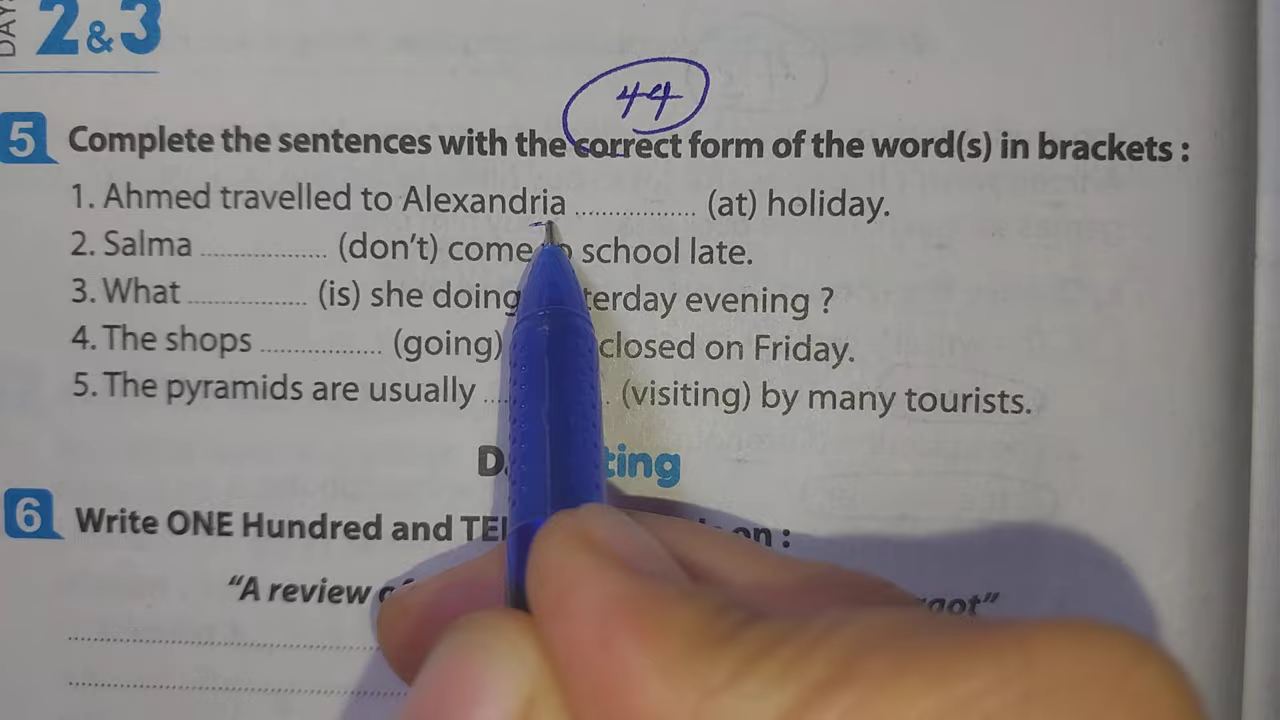 DAY
2&3
44
5 Complete the sentences with the correct form of the word(s) in brackets :
1. Ahmed travelled to Alexandria .................. (at) holiday.
2. Salma .................. (don't) come school late.
3. What .................. (is) she doing evening ?
4. The shops .................. (going) closed on Friday.
5. The pyramids are usually .................. (visiting) by many tourists.
D.
6 Write ONE Hundred and on :
"A review